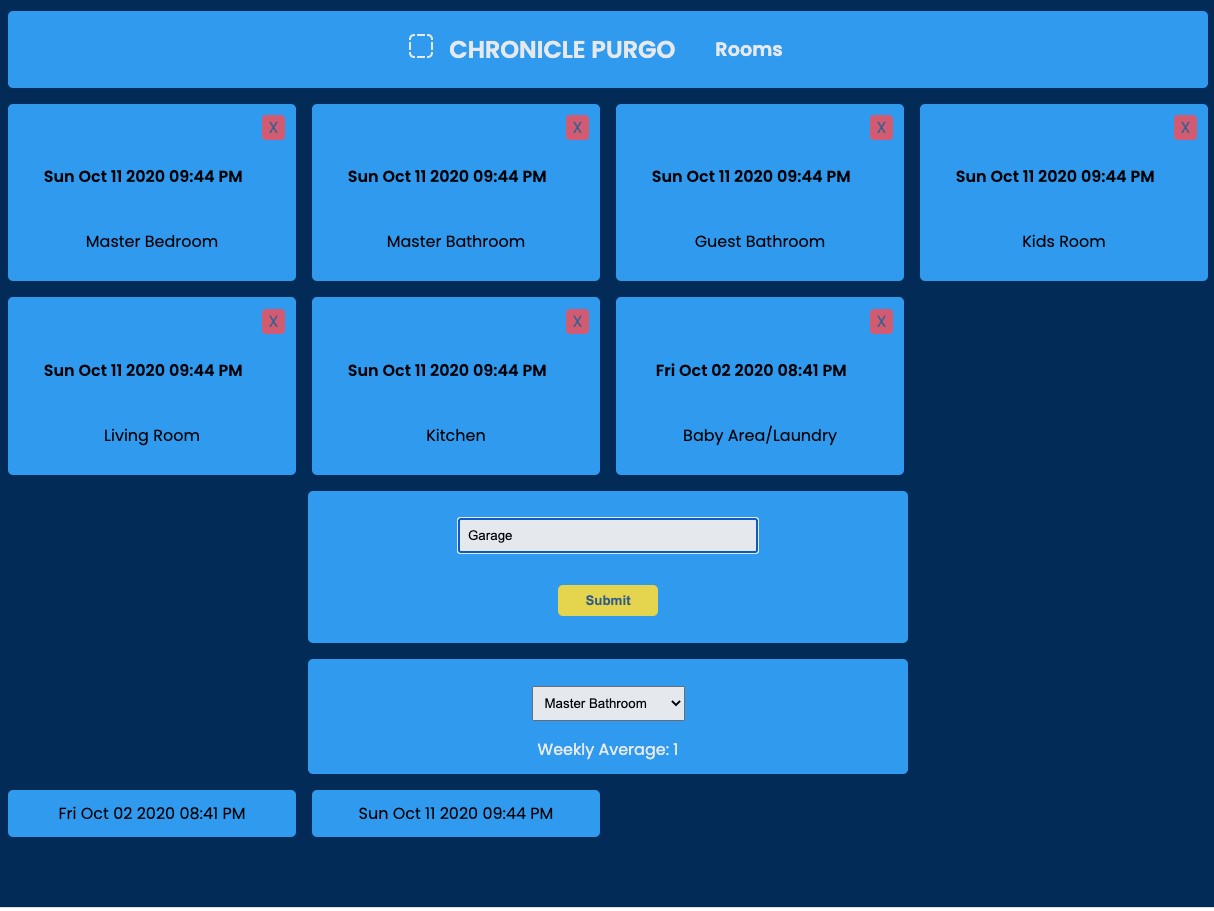 CHRONICLE PURGO
Rooms
X
X
X
X
Sun Oct 11 2020 09:44 PM
Sun Oct 11 2020 09:44 PM
Sun Oct 11 2020 09:44 PM
Sun Oct 11 2020 09:44 PM
Master Bedroom
Master Bathroom
Guest Bathroom
Kids Room
X
X
X
Sun Oct 11 2020 09:44 PM
Sun Oct 11 2020 09:44 PM
Fri Oct 02 2020 08:41 PM
Living Room
Kitchen
Baby Area/Laundry
Garage
Submit
Master Bathroom
Weekly Average: 1
Fri Oct 02 2020 08:41 PM
Sun Oct 11 2020 09:44 PM